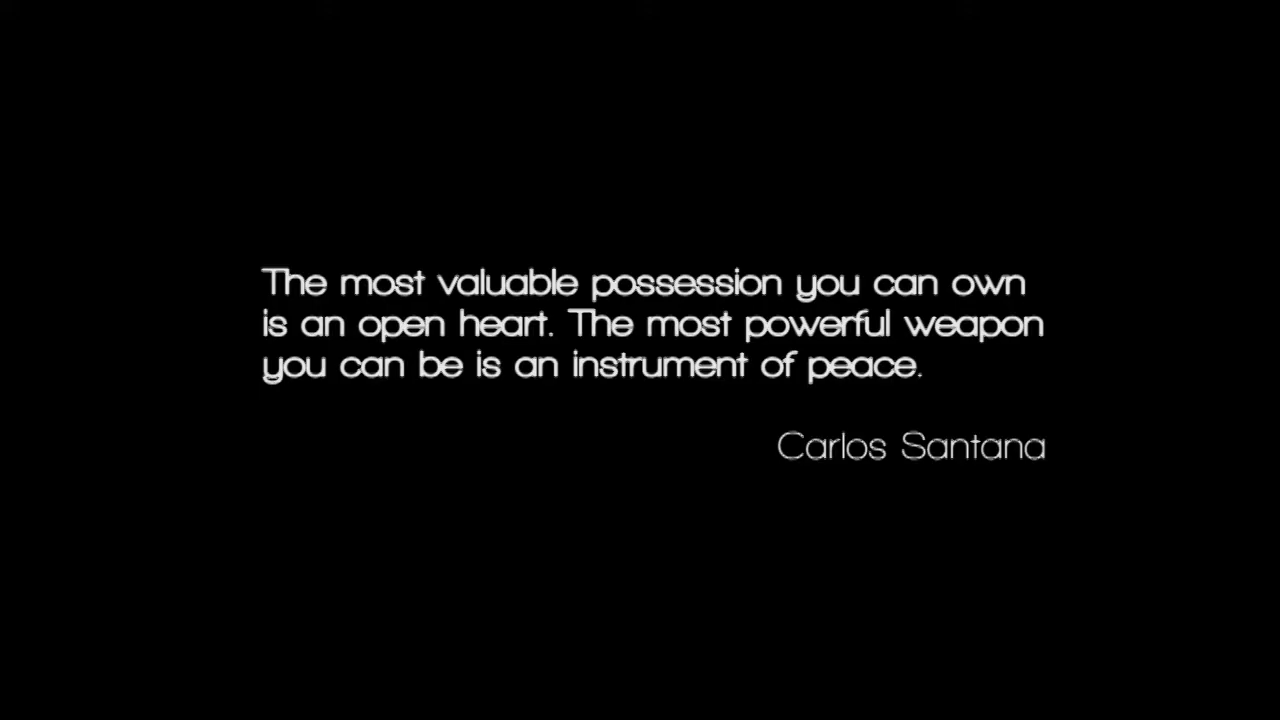 The most valuable possession you can own
is an open heart. The most powerful weapon
you can be is an instrument of peace.
Carlos Santana